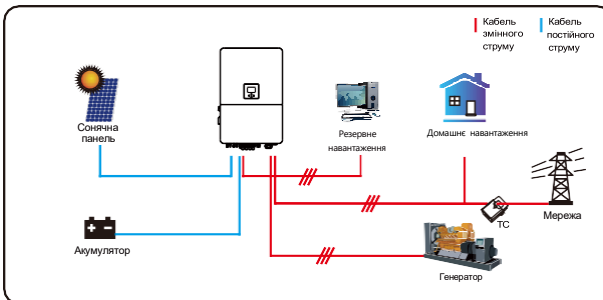 Кабель
змінного
струму
Кабель
постійного
струму
Сонячна
панель
Резервне
навантаження
Домашнє навантаження
ТС
Мережа
Акумулятор
Генератор